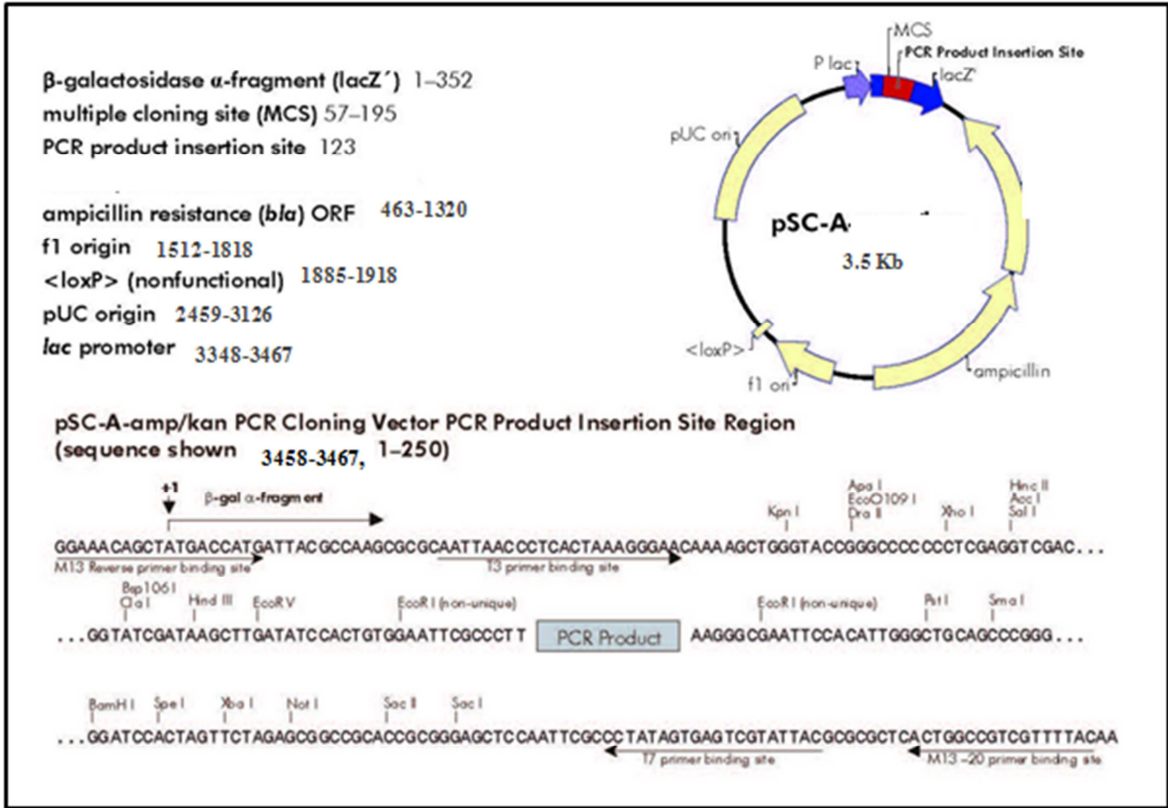 β-galactosidase α-fragment (lacZ´) 1–352
multiple cloning site (MCS) 57–195
PCR product insertion site 123
ampicillin resistance (bla) ORF 463-1320
f1 origin 1512-1818
<loxP> (nonfunctional) 1885-1918
pUC origin 2459-3126
lac promoter 3348-3467
MCS
PCR Product Insertion Site
P lac
lacZ'
pUC ori
pSC-A
3.5 Kb
<loxP>
f1 ori
ampicillin
pSC-A-amp/kan PCR Cloning Vector PCR Product Insertion Site Region
(sequence shown 3458-3467, 1–250)
+1
β-gal α-fragment
Apa I
EcoO109 I
Kpn I Dra II Xho I
Hinc II
Acc I
Sal I
GGAAACAGCTATGACCATGATTACGCCAAGCGCGCAATTAACCCTCACTAAAGGGAACAAAAGCTGGGTACCGGGCCCCCCCTCGAGGTCGAC...
M13 Reverse primer binding site T3 primer binding site
Bsp106 I
Cla I Hind III EcoR V EcoR I (non-unique) EcoR I (non-unique) Pst I Sma I
...GGTATCGATAAGCTTGATATCCACTGTGGAATTCGCCCTT PCR Product AAGGGCGAATTCCACATTGGGCTGCAGCCCGGG...
BamH I Spe I Xba I Not I Sac II Sac I
...GGATCCACTAGTTCTAGAGCGGCCGCACCGCGGGAGCTCCAATTCGCCCTATAGTGAGTCGTATTACGCGCGCTCACTGGCCGTCGTTTTACAA
T7 primer binding site M13 -20 primer binding site